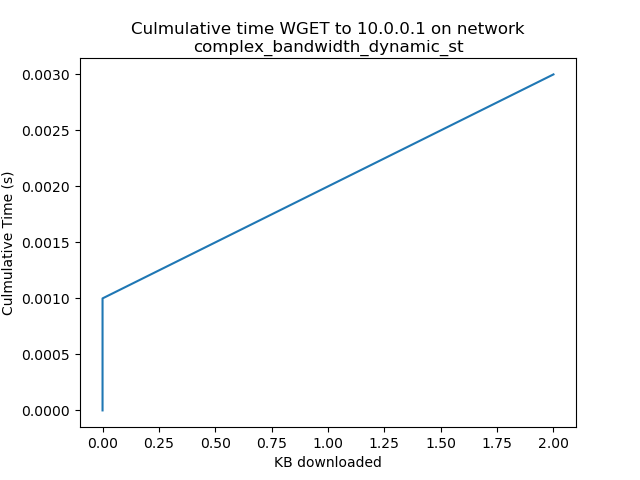 Culmulative time WGET to 10.0.0.1 on network
complex_bandwidth_dynamic_st
0.0030
0.0025
0.0020
0.0015
0.0010
0.0005
0.0000
Culmulative Time (s)
0.00 0.25 0.50 0.75 1.00 1.25 1.50 1.75 2.00
KB downloaded